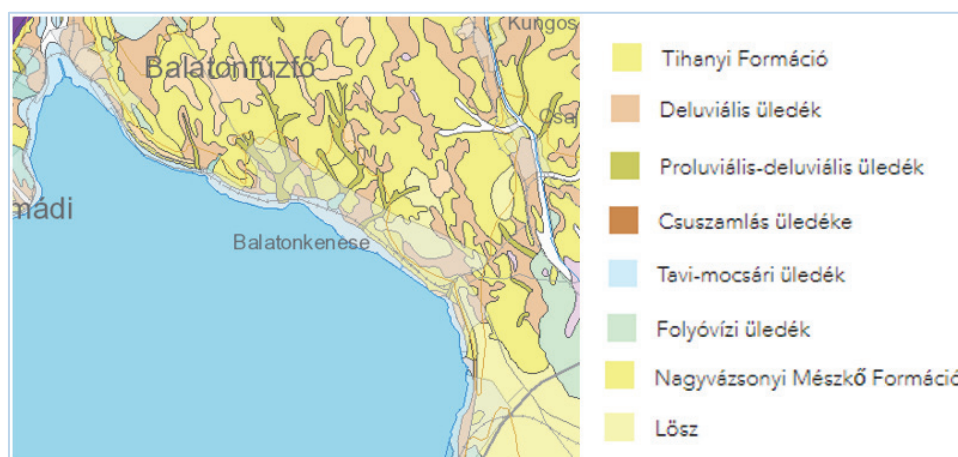 Kungos
Balatonfűzfő
Csaj
mádi
Balatonkenese
Tihanyi Formáció
Deluviális üledék
Proluviális-deluviális üledék
Csuszamlás üledéke
Tavi-mocsári üledék
Folyóvízi üledék
Nagyvázsonyi Mészkő Formáció
Lösz